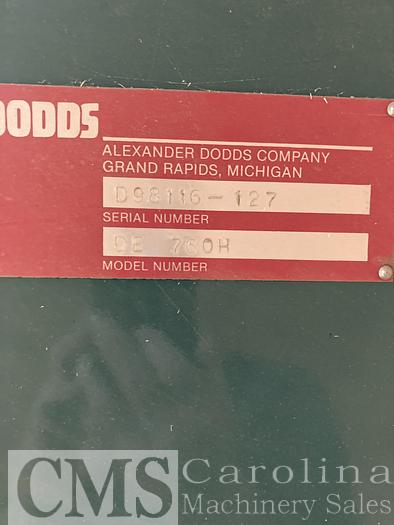 DODDS
ALEXANDER DODDS COMPANY
GRAND RAPIDS, MICHIGAN
D98116-127
SERIAL NUMBER
DE 760H
MODEL NUMBER
CMS Carolina
Machinery Sales